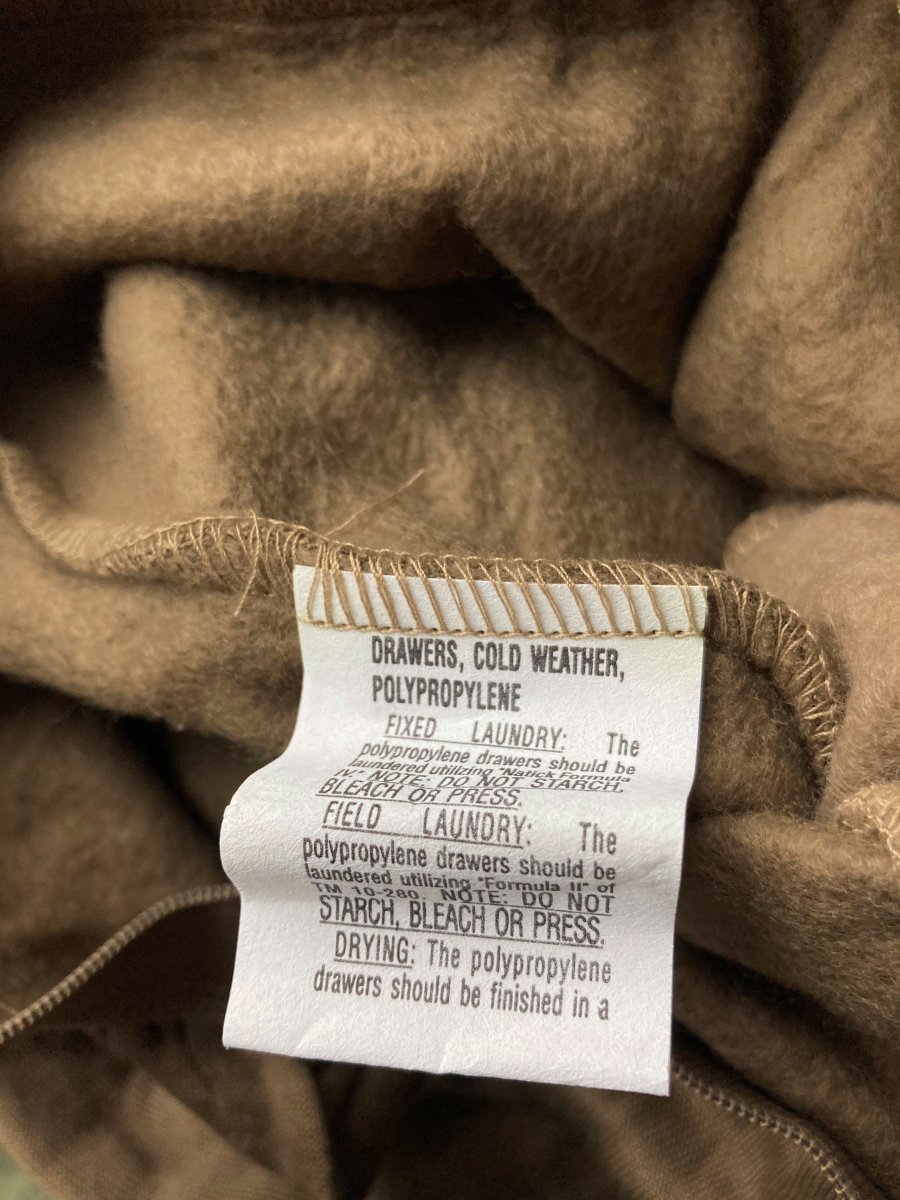 DRAWERS, COLD WEATHER,
POLYPROPYLENE
FIXED LAUNDRY: The
polypropylene drawers should be
laundered utilizing "Natick Formula
IV." NOTE: DO NOT STARCH,
BLEACH OR PRESS.
FIELD LAUNDRY: The
polypropylene drawers should be
laundered utilizing "Formula II" of
TM 10-280. NOTE: DO NOT
STARCH, BLEACH OR PRESS.
DRYING: The polypropylene
drawers should be finished in a